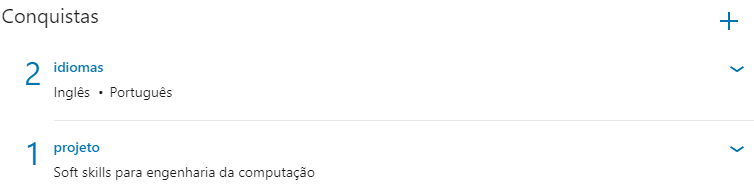 Conquistas
2 idiomas
Inglês • Português
1 projeto
Soft skills para engenharia da computação